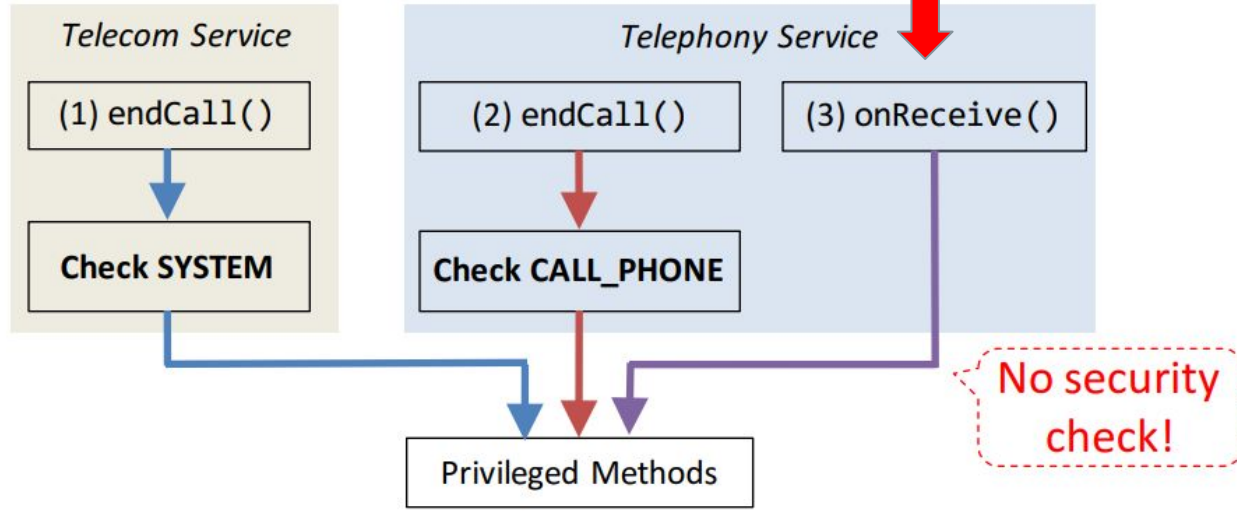 Telecom Service
Telephony Service
(1) endCall()
(2) endCall()
(3) onReceive()
Check SYSTEM
Check CALL_PHONE
No security
check!
Privileged Methods